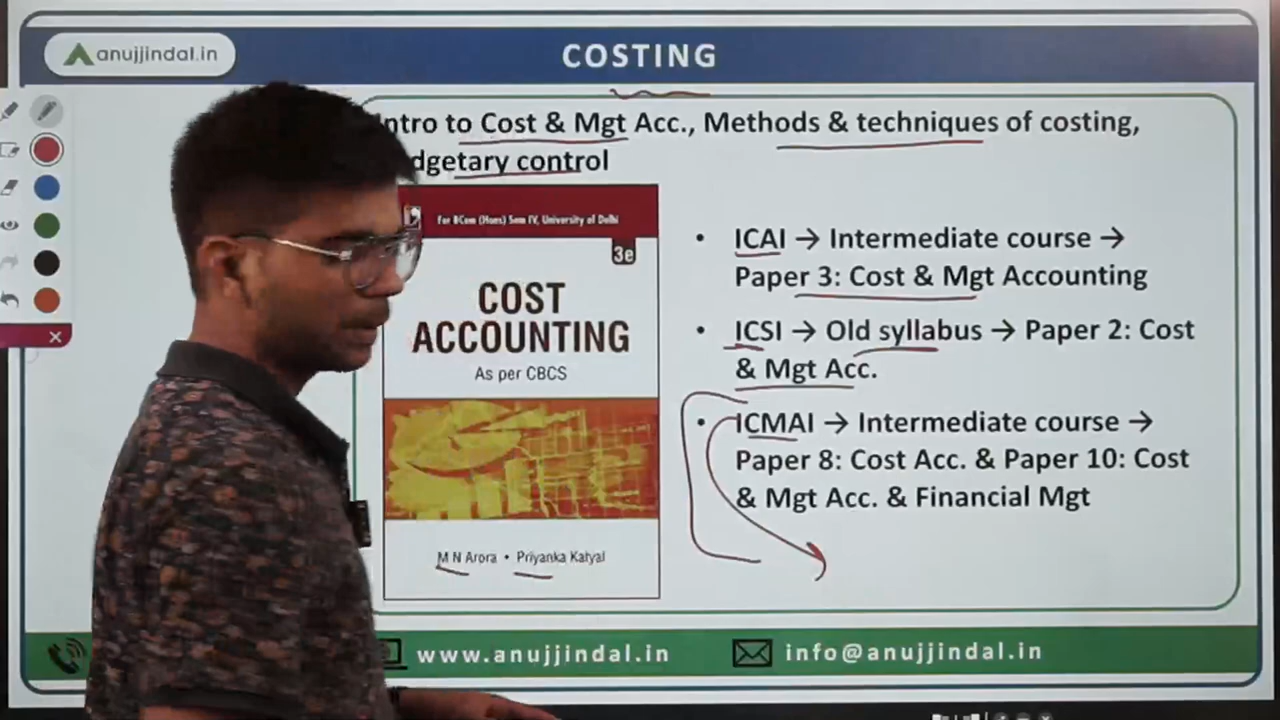 anujjindal.in
COSTING
Intro to Cost & Mgt Acc., Methods & techniques of costing,
dgetary control
For BCom (Hons) Sem IV, University of Delhi
3e
COST
ACCOUNTING
As per CBCS
M N Arora • Priyanka Katyal
• ICAI → Intermediate course →
Paper 3: Cost & Mgt Accounting
• ICSI → Old syllabus → Paper 2: Cost
& Mgt Acc.
• ICMAI → Intermediate course →
Paper 8: Cost Acc. & Paper 10: Cost
& Mgt Acc. & Financial Mgt
www.anujjindal.in
info@anujjindal.in